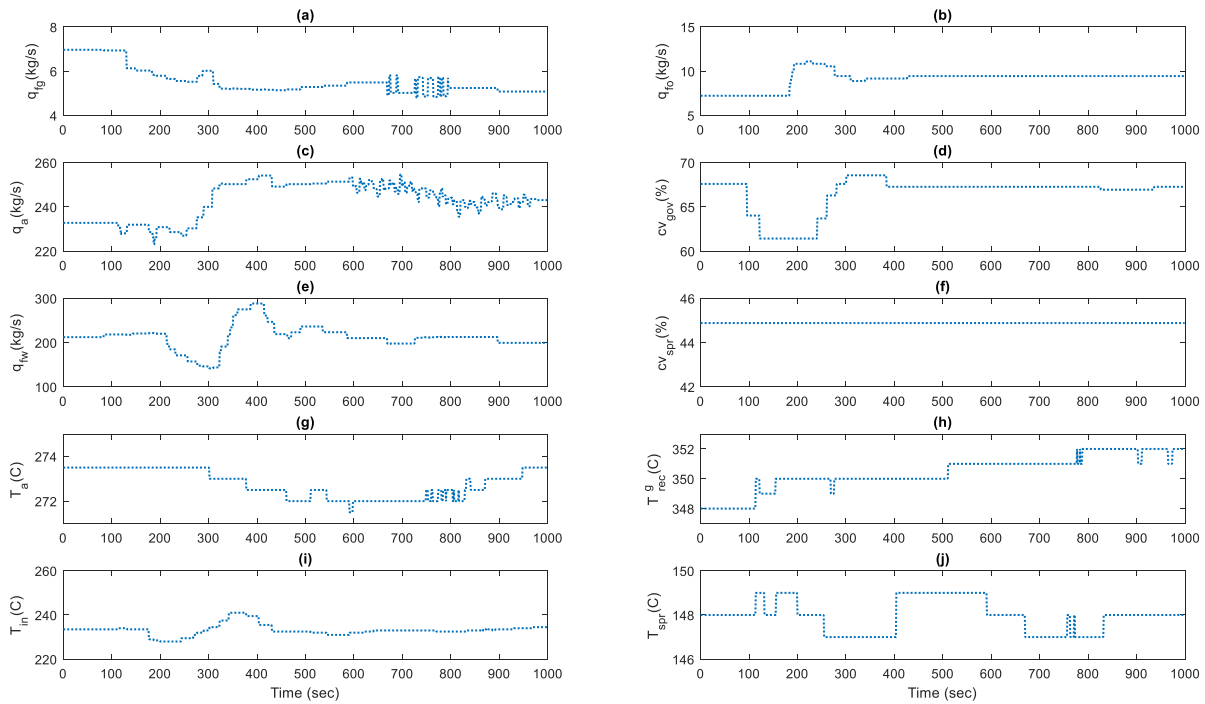 (a)
8
6
4
q_fg(kg/s)
0 100 200 300 400 500 600 700 800 900 1000
(b)
15
10
5
q_fo(kg/s)
0 100 200 300 400 500 600 700 800 900 1000
(c)
260
240
220
q_a(kg/s)
0 100 200 300 400 500 600 700 800 900 1000
(d)
70
65
60
cv_gov(%)
0 100 200 300 400 500 600 700 800 900 1000
(e)
300
200
100
q_fw(kg/s)
0 100 200 300 400 500 600 700 800 900 1000
(f)
46
44
42
cv_spr(%)
0 100 200 300 400 500 600 700 800 900 1000
(g)
274
272
T_a(C)
0 100 200 300 400 500 600 700 800 900 1000
(h)
352
350
348
T^g_rec(C)
0 100 200 300 400 500 600 700 800 900 1000
(i)
260
240
220
T_in(C)
0 100 200 300 400 500 600 700 800 900 1000
Time (sec)
(j)
150
148
146
T_spr(C)
0 100 200 300 400 500 600 700 800 900 1000
Time (sec)